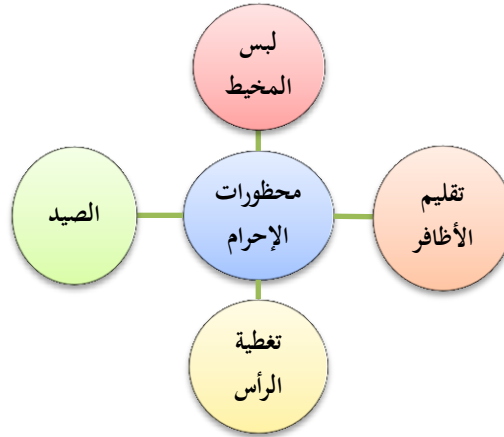 لبس
المخيط
تقليم
الأظافر
محظورات
الإحرام
الصيد
تغطية
الرأس